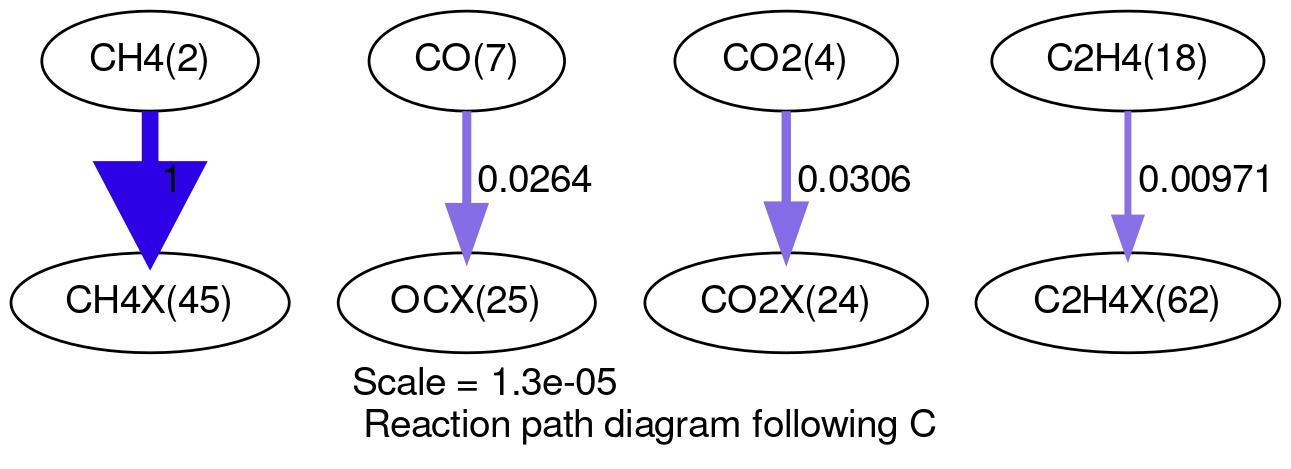 CH4(2) CO(7) CO2(4) C2H4(18)
1 0.0264 0.0306 0.00971
CH4X(45) OCX(25) CO2X(24) C2H4X(62)
Scale = 1.3e-05
Reaction path diagram following C